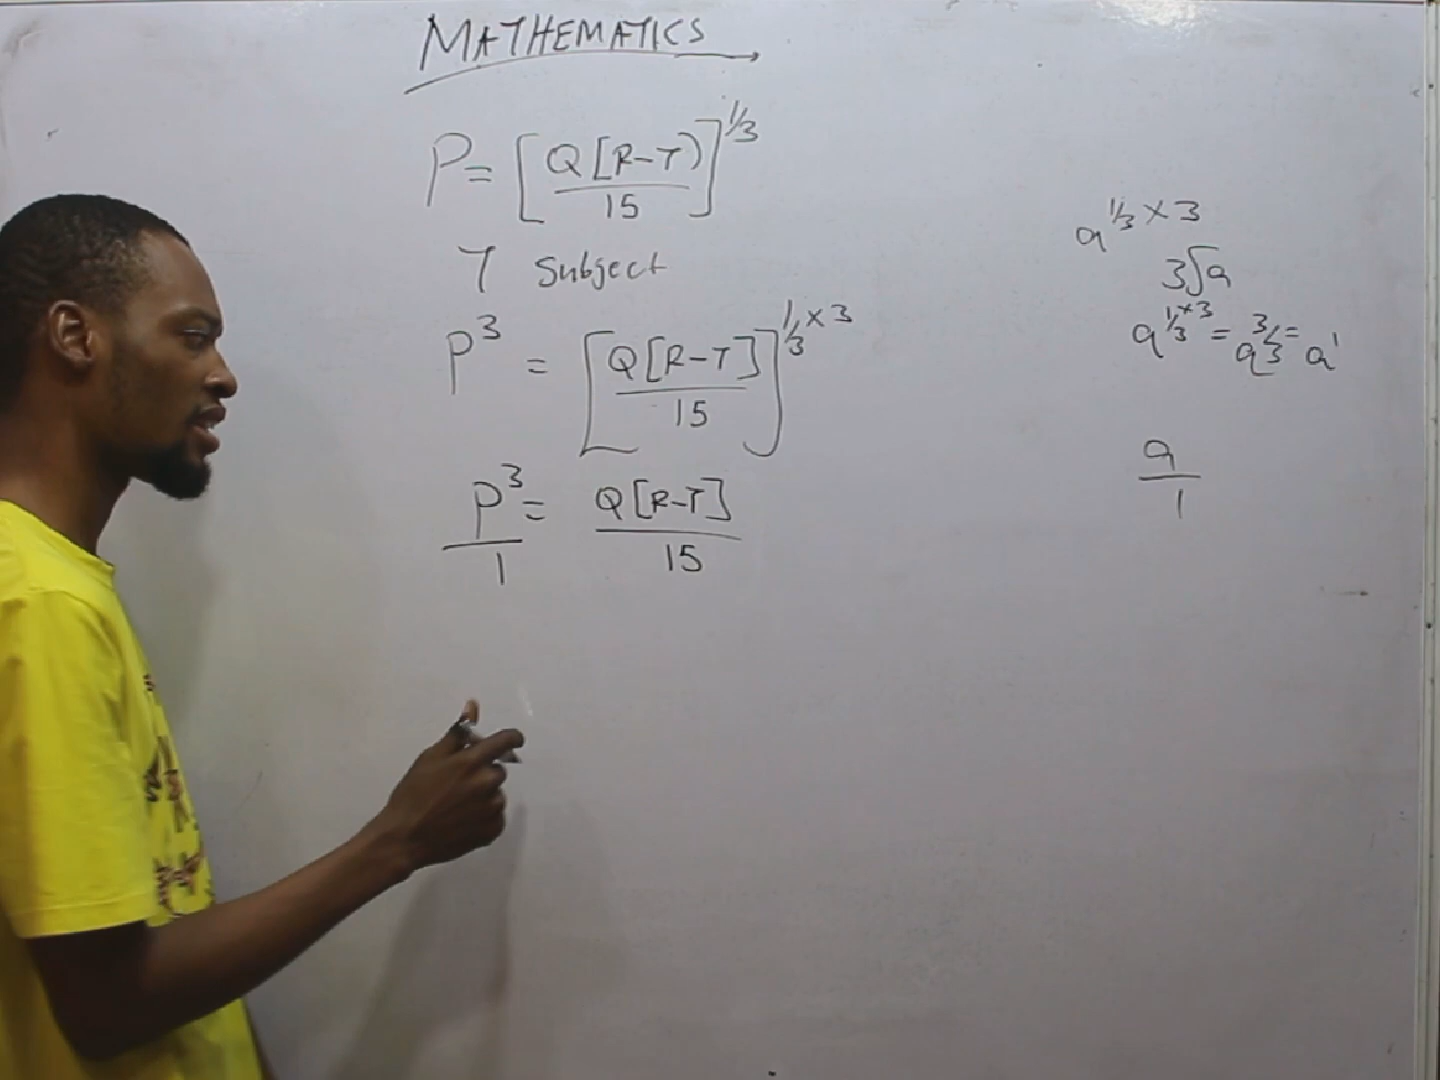 MATHEMATICS
P = [Q[R-T)/15]^1/3
T subject
P^3 = [Q[R-T]/15]^1/3 × 3
P^3/1 = Q[R-T]/15
a^1/3 × 3
3√a
a^1/3 × 3 = a^3/3 = a^1
a/1